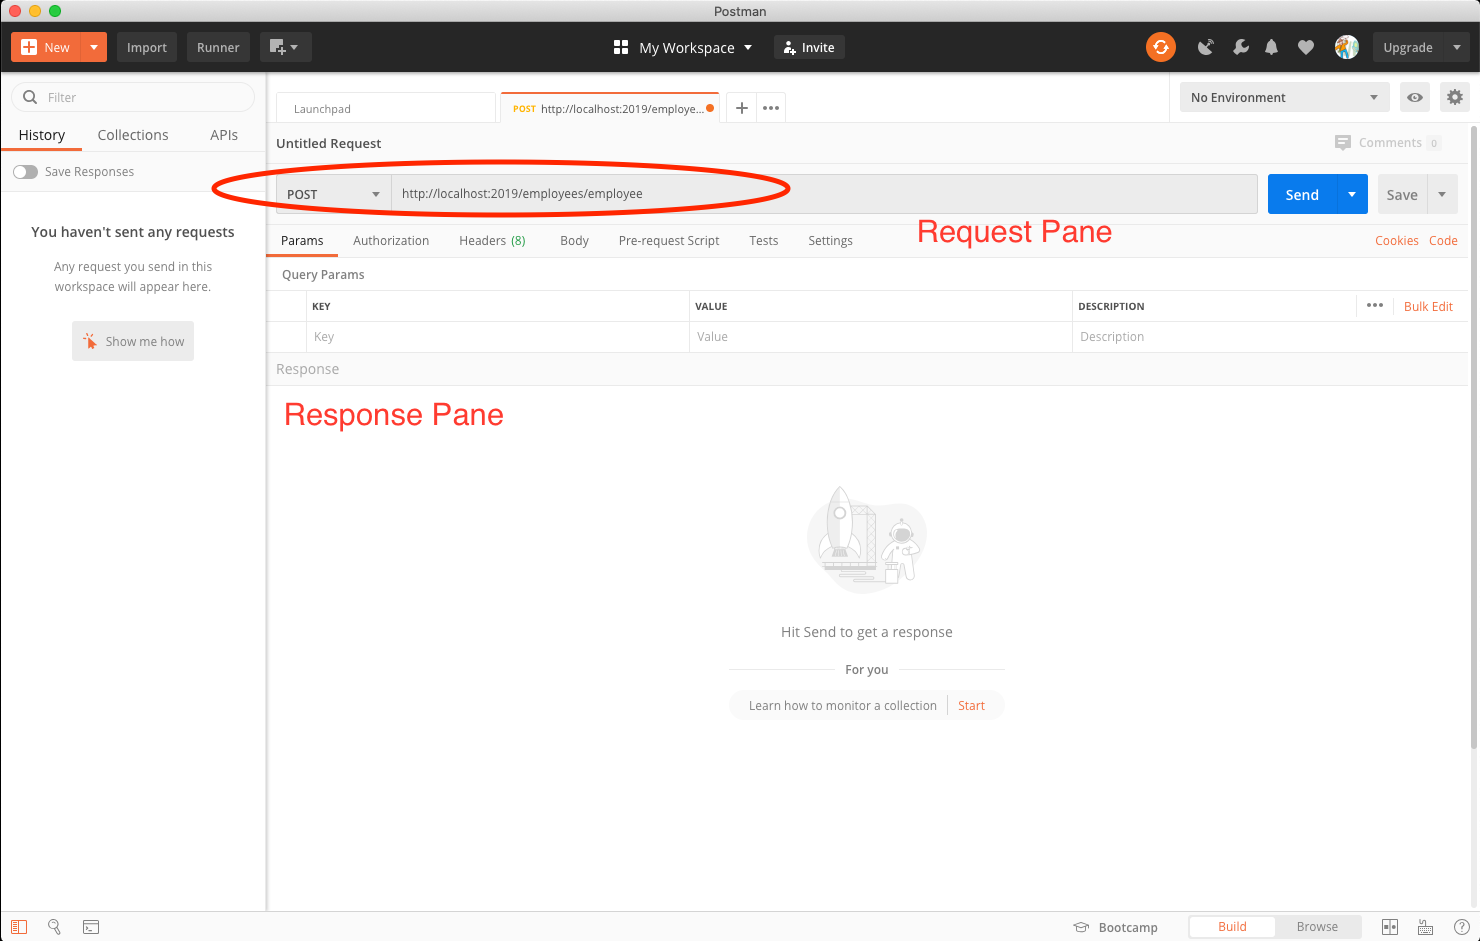 Postman
New Import Runner My Workspace Invite Upgrade
Filter
Launchpad POST http://localhost:2019/employe... + ••• No Environment
History Collections APIs
Untitled Request Comments 0
Save Responses
POST http://localhost:2019/employees/employee Send Save
You haven't sent any requests
Any request you send in this
workspace will appear here.
Show me how
Request Pane
Params Authorization Headers (8) Body Pre-request Script Tests Settings Cookies Code
Query Params
KEY VALUE DESCRIPTION ••• Bulk Edit
Key Value Description
Response
Response Pane
Hit Send to get a response
For you
Learn how to monitor a collection Start
Bootcamp Build Browse ?